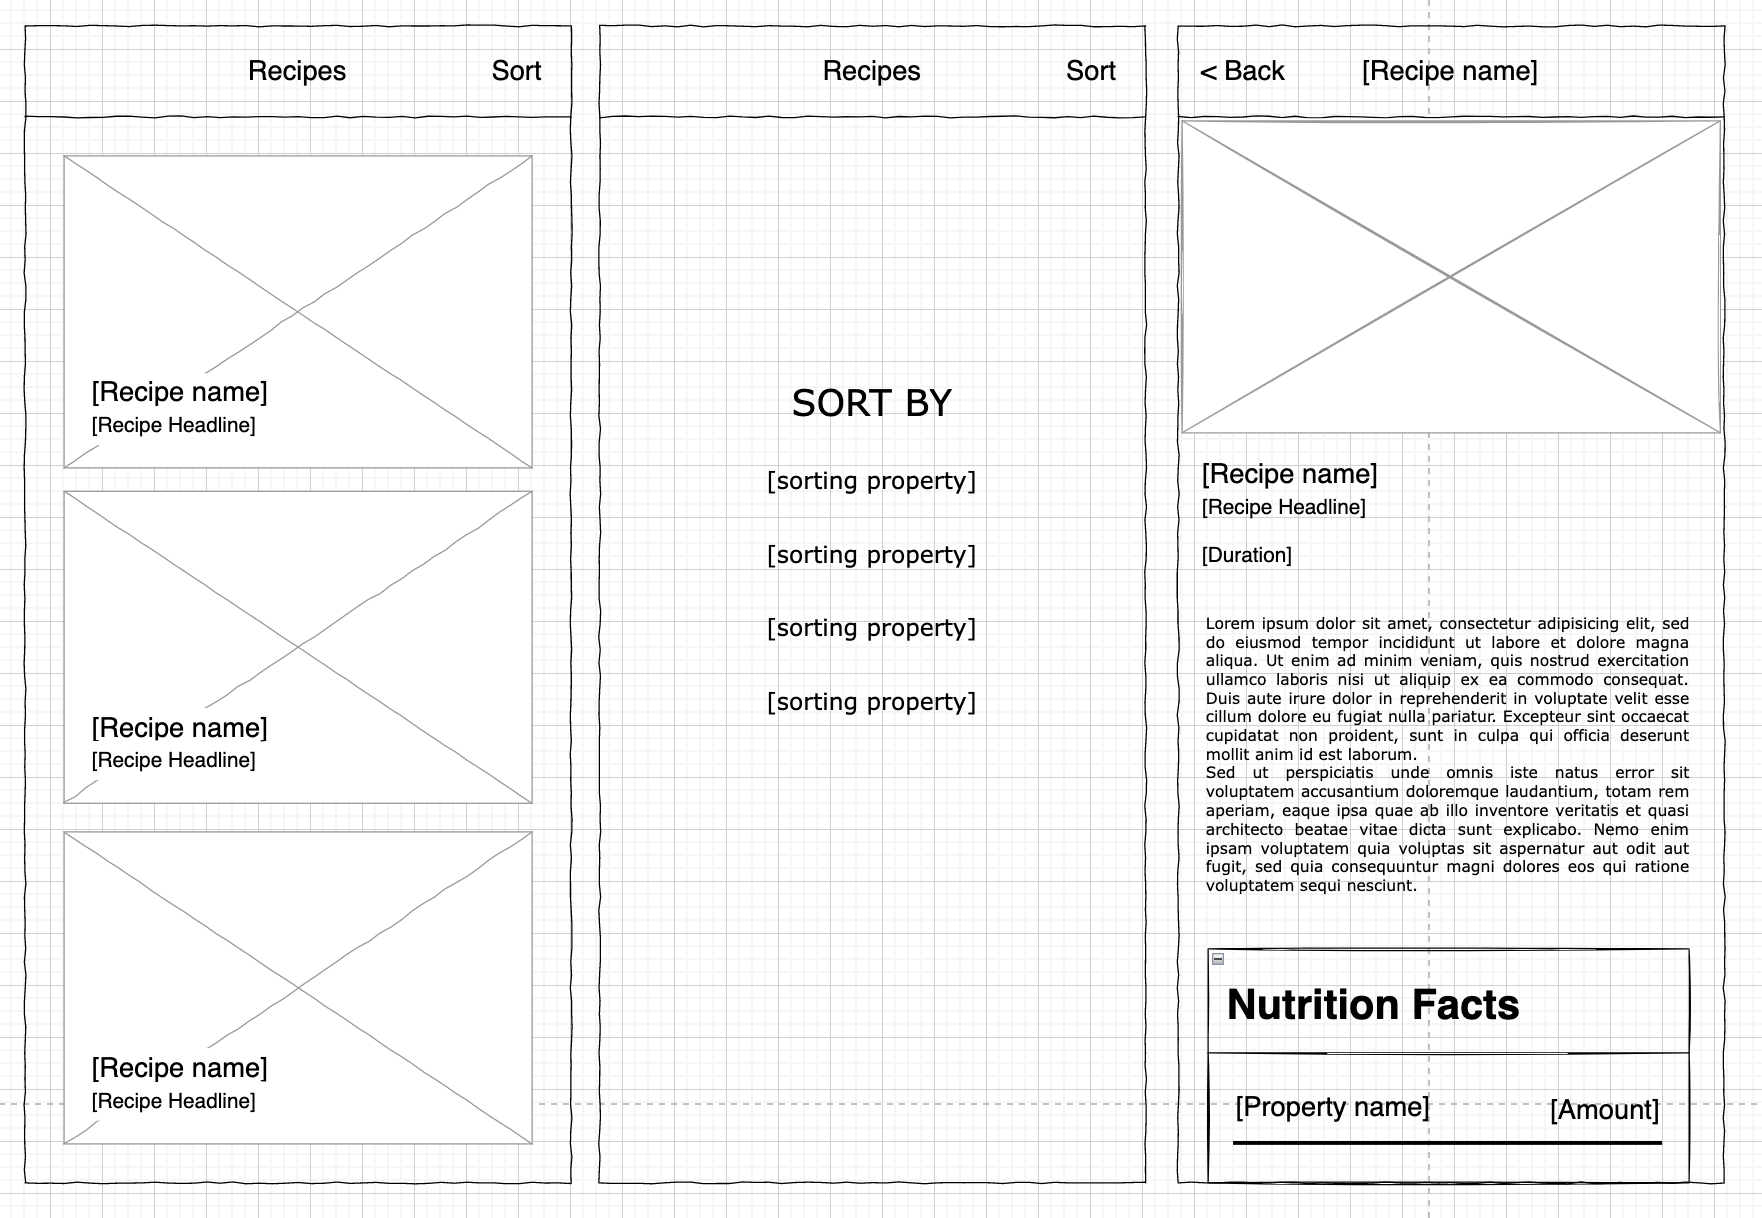 Recipes
Sort
[Recipe name]
[Recipe Headline]
[Recipe name]
[Recipe Headline]
[Recipe name]
[Recipe Headline]
Recipes
Sort
SORT BY
[sorting property]
[sorting property]
[sorting property]
[sorting property]
< Back
[Recipe name]
[Recipe name]
[Recipe Headline]
[Duration]
Lorem ipsum dolor sit amet, consectetur adipisicing elit, sed
do eiusmod tempor incididunt ut labore et dolore magna
aliqua. Ut enim ad minim veniam, quis nostrud exercitation
ullamco laboris nisi ut aliquip ex ea commodo consequat.
Duis aute irure dolor in reprehenderit in voluptate velit esse
cillum dolore eu fugiat nulla pariatur. Excepteur sint occaecat
cupidatat non proident, sunt in culpa qui officia deserunt
mollit anim id est laborum.
Sed ut perspiciatis unde omnis iste natus error sit
voluptatem accusantium doloremque laudantium, totam rem
aperiam, eaque ipsa quae ab illo inventore veritatis et quasi
architecto beatae vitae dicta sunt explicabo. Nemo enim
ipsam voluptatem quia voluptas sit aspernatur aut odit aut
fugit, sed quia consequuntur magni dolores eos qui ratione
voluptatem sequi nesciunt.
Nutrition Facts
[Property name]
[Amount]